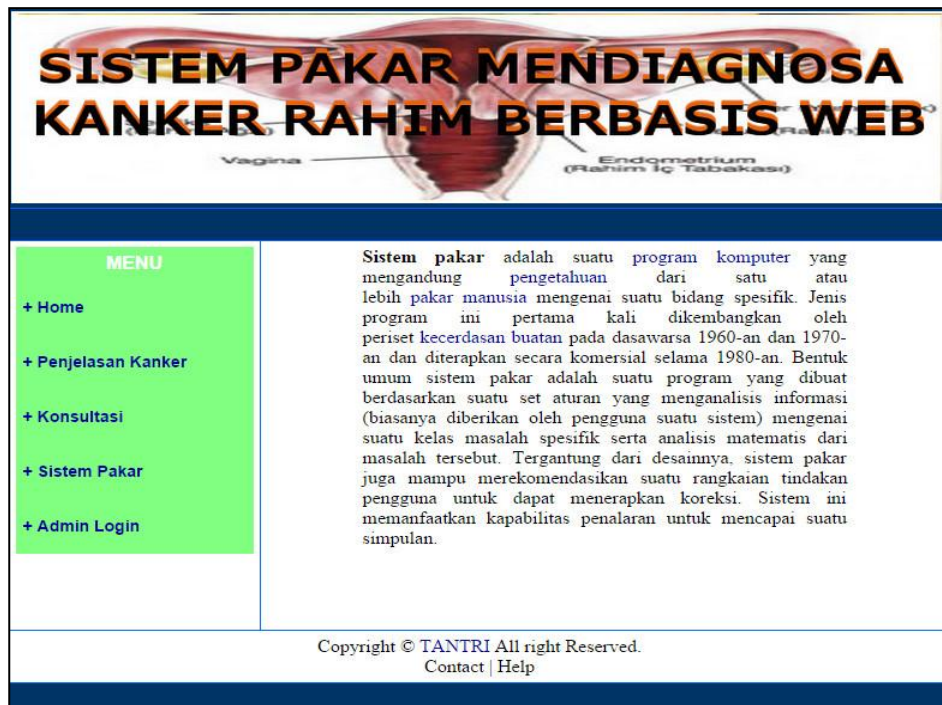 SISTEM PAKAR MENDIAGNOSA
KANKER RAHIM BERBASIS WEB
Vagina
Endometrium
(Rahim İç Tabakası)
MENU
+ Home
+ Penjelasan Kanker
+ Konsultasi
+ Sistem Pakar
+ Admin Login
Sistem pakar adalah suatu program komputer yang
mengandung pengetahuan dari satu atau
lebih pakar manusia mengenai suatu bidang spesifik. Jenis
program ini pertama kali dikembangkan oleh
periset kecerdasan buatan pada dasawarsa 1960-an dan 1970-
an dan diterapkan secara komersial selama 1980-an. Bentuk
umum sistem pakar adalah suatu program yang dibuat
berdasarkan suatu set aturan yang menganalisis informasi
(biasanya diberikan oleh pengguna suatu sistem) mengenai
suatu kelas masalah spesifik serta analisis matematis dari
masalah tersebut. Tergantung dari desainnya, sistem pakar
juga mampu merekomendasikan suatu rangkaian tindakan
pengguna untuk dapat menerapkan koreksi. Sistem ini
memanfaatkan kapabilitas penalaran untuk mencapai suatu
simpulan.
Copyright © TANTRI All right Reserved.
Contact | Help